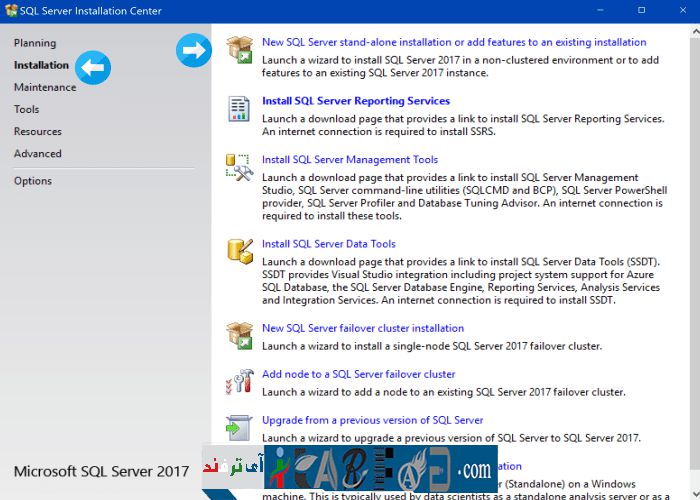 SQL Server Installation Center
Planning
Installation
Maintenance
Tools
Resources
Advanced
Options
New SQL Server stand-alone installation or add features to an existing installation
Launch a wizard to install SQL Server 2017 in a non-clustered environment or to add
features to an existing SQL Server 2017 instance.
Install SQL Server Reporting Services
Launch a download page that provides a link to install SQL Server Reporting Services.
An internet connection is required to install SSRS.
Install SQL Server Management Tools
Launch a download page that provides a link to install SQL Server Management
Studio, SQL Server command-line utilities (SQLCMD and BCP), SQL Server PowerShell
provider, SQL Server Profiler and Database Tuning Advisor. An internet connection is
required to install these tools.
Install SQL Server Data Tools
Launch a download page that provides a link to install SQL Server Data Tools (SSDT).
SSDT provides Visual Studio integration including project system support for Azure
SQL Database, the SQL Server Database Engine, Reporting Services, Analysis Services
and Integration Services. An internet connection is required to install SSDT.
New SQL Server failover cluster installation
Launch a wizard to install a single-node SQL Server 2017 failover cluster.
Add node to a SQL Server failover cluster
Launch a wizard to add a node to an existing SQL Server 2017 failover cluster.
Upgrade from a previous version of SQL Server
Launch a wizard to upgrade a previous version of SQL Server to SQL Server 2017.
آی ترفند
.com
(Standalone) on a Windows
machine. This is typically used by data scientists as a standalone analysis server or as a
Microsoft SQL Server 2017